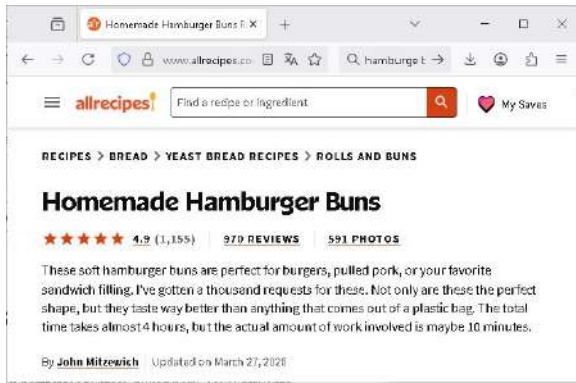 Homemade Hamburger Buns R
www.allrecipes.co
hamburge b
allrecipes
Find a recipe or ingredient
My Saves
RECIPES > BREAD > YEAST BREAD RECIPES > ROLLS AND BUNS
Homemade Hamburger Buns
4.9 (1,155) 970 REVIEWS 591 PHOTOS
These soft hamburger buns are perfect for burgers, pulled pork, or your favorite
sandwich filling. I've gotten a thousand requests for these. Not only are these the perfect
shape, but they taste way better than anything that comes out of a plastic bag. The total
time takes almost 4 hours, but the actual amount of work involved is maybe 10 minutes.
By John Mitzewich Updated on March 27,